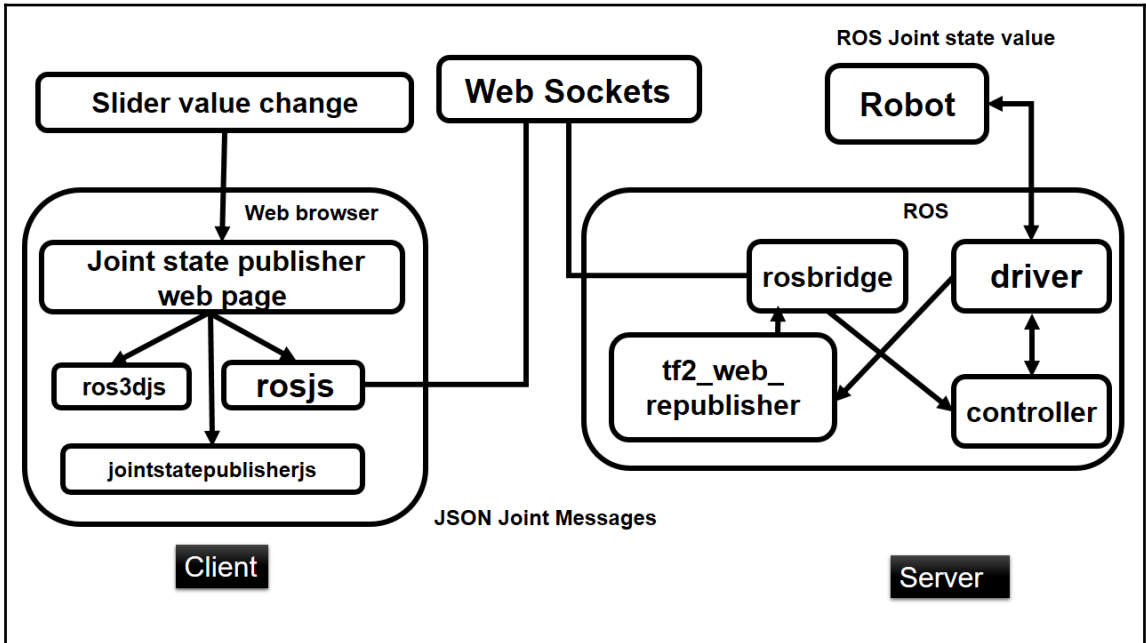 ROS Joint state value
Slider value change
Web Sockets
Robot
Web browser
Joint state publisher
web page
ros3djs
rosjs
jointstatepublisherjs
ROS
rosbridge
driver
tf2_web_
republisher
controller
JSON Joint Messages
Client
Server